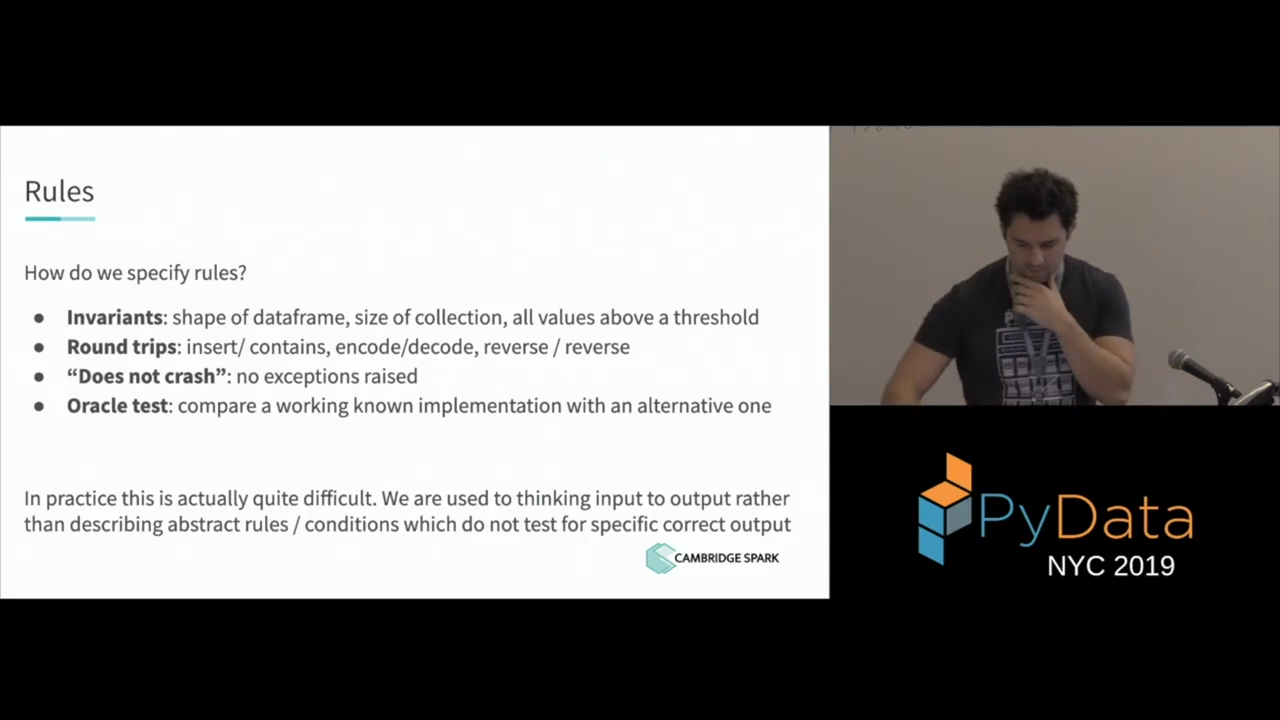 Rules
How do we specify rules?
● Invariants: shape of dataframe, size of collection, all values above a threshold
● Round trips: insert/ contains, encode/decode, reverse / reverse
● “Does not crash”: no exceptions raised
● Oracle test: compare a working known implementation with an alternative one
In practice this is actually quite difficult. We are used to thinking input to output rather
than describing abstract rules / conditions which do not test for specific correct output
CAMBRIDGE SPARK
PyData
NYC 2019